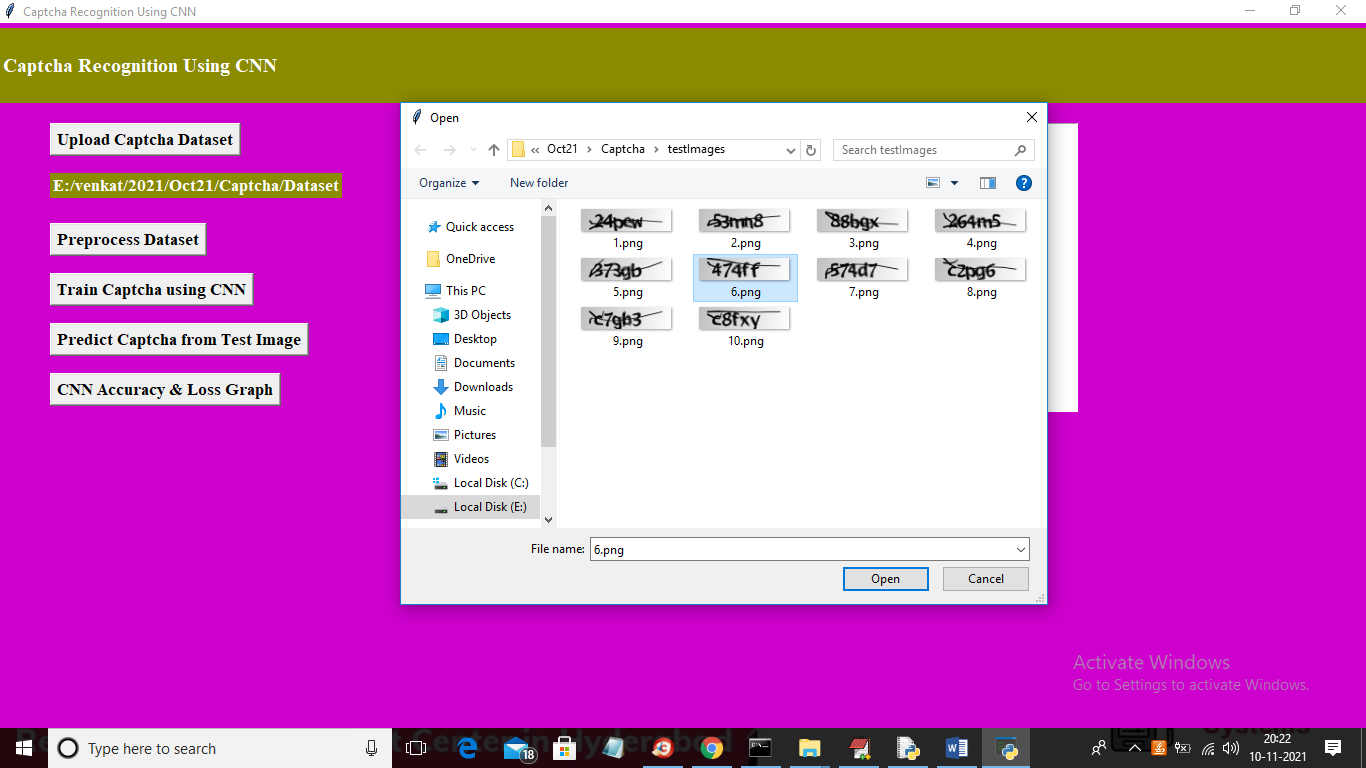 Captcha Recognition Using CNN
Captcha Recognition Using CNN
Upload Captcha Dataset
E:/venkat/2021/Oct21/Captcha/Dataset
Preprocess Dataset
Train Captcha using CNN
Predict Captcha from Test Image
CNN Accuracy & Loss Graph
Open
« Oct21 > Captcha > testImages
Search testImages
Organize
New folder
Quick access
OneDrive
This PC
3D Objects
Desktop
Documents
Downloads
Music
Pictures
Videos
Local Disk (C:)
Local Disk (E:)
24pew 53mn8 88bgx 264m5
1.png 2.png 3.png 4.png
373gb 474ff 574d7 c2pg6
5.png 6.png 7.png 8.png
c7gb3 c8fxy
9.png 10.png
File name: 6.png
Open Cancel
Activate Windows
Go to Settings to activate Windows.
Type here to search
18
20:22
10-11-2021